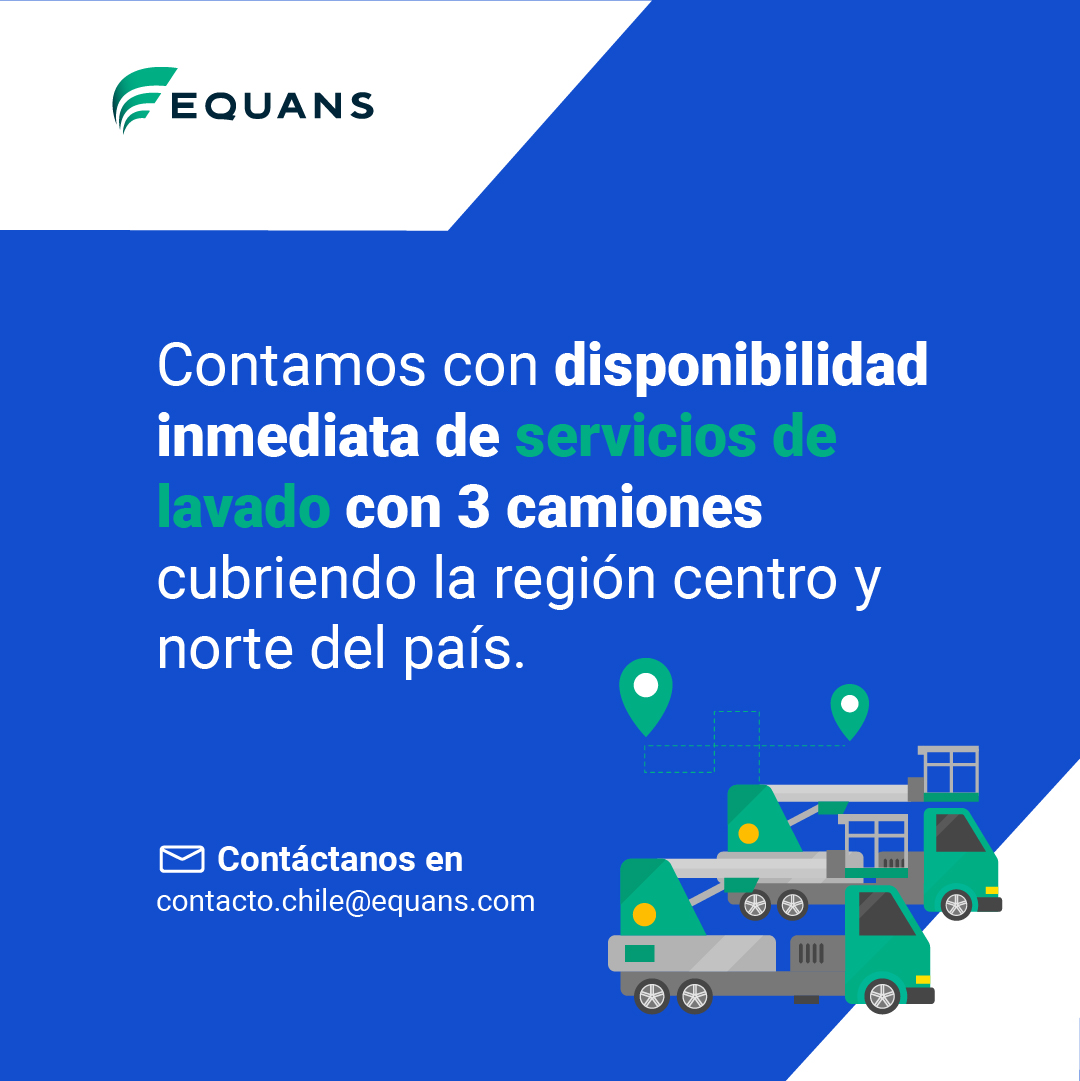 EQUANS
Contamos con disponibilidad
inmediata de servicios de
lavado con 3 camiones
cubriendo la región centro y
norte del país.
Contáctanos en
contacto.chile@equans.com